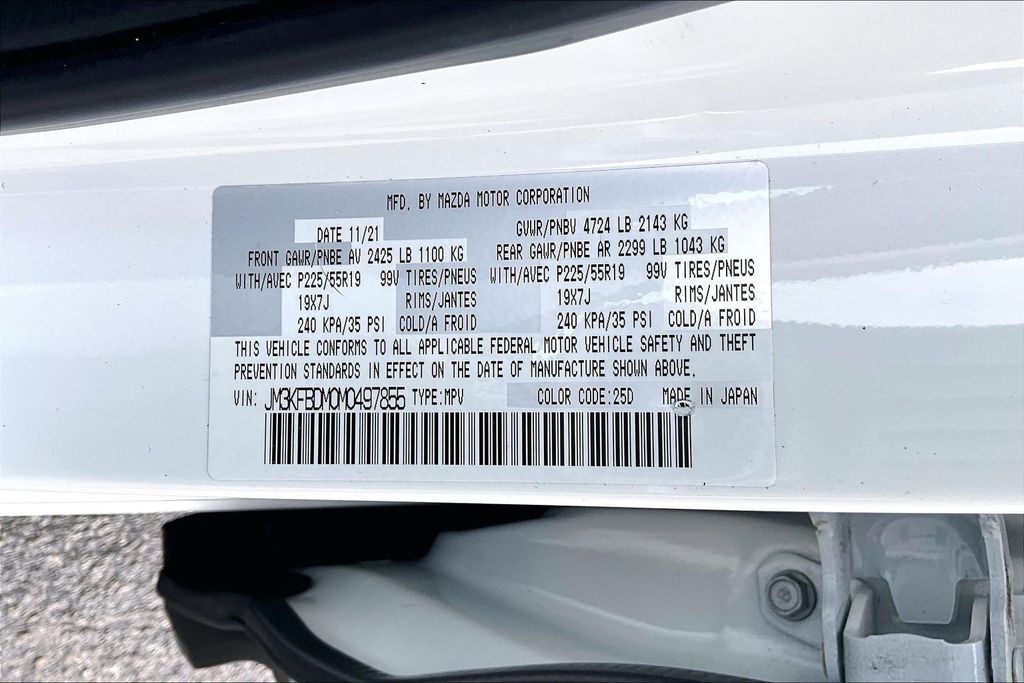 MFD. BY MAZDA MOTOR CORPORATION
DATE 11/21 GVWR/PNBV 4724 LB 2143 KG
FRONT GAWR/PNBE AV 2425 LB 1100 KG REAR GAWR/PNBE AR 2299 LB 1043 KG
WITH/AVEC P225/55R19 99V TIRES/PNEUS WITH/AVEC P225/55R19 99V TIRES/PNEUS
19X7J RIMS/JANTES 19X7J RIMS/JANTES
240 KPA/35 PSI COLD/A FROID 240 KPA/35 PSI COLD/A FROID
THIS VEHICLE CONFORMS TO ALL APPLICABLE FEDERAL MOTOR VEHICLE SAFETY AND THEFT
PREVENTION STANDARDS IN EFFECT ON THE DATE OF MANUFACTURE SHOWN ABOVE.
VIN: JM3KFBDM0M0497855 TYPE:MPV COLOR CODE:25D MADE IN JAPAN